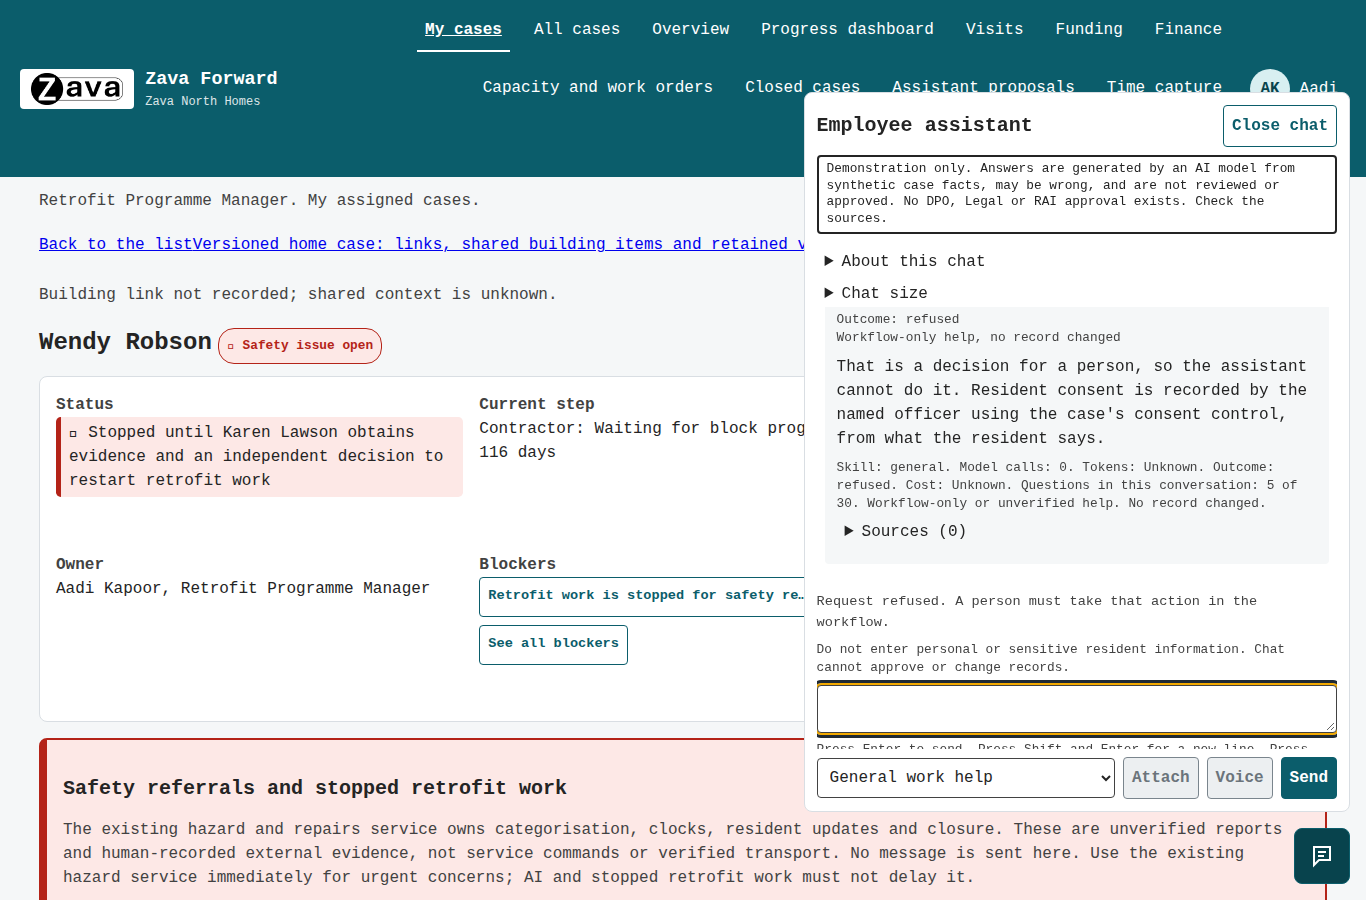 My cases All cases Overview Progress dashboard Visits Funding Finance
Zava
Zava Forward
Zava North Homes
Capacity and work orders Closed cases Assistant proposals Time capture AK Aadi
Retrofit Programme Manager. My assigned cases.
Back to the listVersioned home case: links, shared building items and retained
Building link not recorded; shared context is unknown.
Wendy Robson Safety issue open
Status
Stopped until Karen Lawson obtains
evidence and an independent decision to
restart retrofit work
Current step
Contractor: Waiting for block prog
116 days
Owner
Aadi Kapoor, Retrofit Programme Manager
Blockers
Retrofit work is stopped for safety re…
See all blockers
Safety referrals and stopped retrofit work
The existing hazard and repairs service owns categorisation, clocks, resident updates and closure. These are unverified reports
and human-recorded external evidence, not service commands or verified transport. No message is sent here. Use the existing
hazard service immediately for urgent concerns; AI and stopped retrofit work must not delay it.
Employee assistant
Close chat
Demonstration only. Answers are generated by an AI model from
synthetic case facts, may be wrong, and are not reviewed or
approved. No DPO, Legal or RAI approval exists. Check the
sources.
About this chat
Chat size
Outcome: refused
Workflow-only help, no record changed
That is a decision for a person, so the assistant
cannot do it. Resident consent is recorded by the
named officer using the case's consent control,
from what the resident says.
Skill: general. Model calls: 0. Tokens: Unknown. Outcome:
refused. Cost: Unknown. Questions in this conversation: 5 of
30. Workflow-only or unverified help. No record changed.
Sources (0)
Request refused. A person must take that action in the
workflow.
Do not enter personal or sensitive resident information. Chat
cannot approve or change records.
Press Enter to send. Press Shift and Enter for a new line. Press
General work help Attach Voice Send